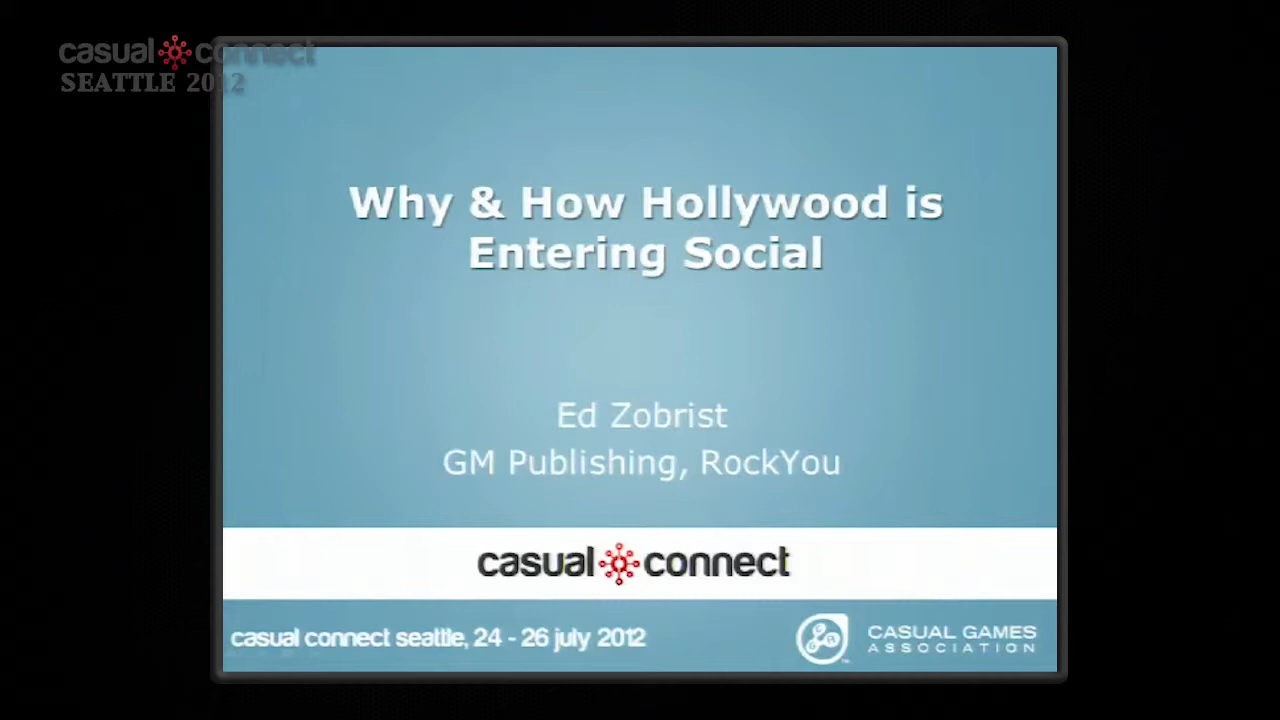 casual connect
SEATTLE 2012
Why & How Hollywood is
Entering Social
Ed Zobrist
GM Publishing, RockYou
casual connect
casual connect seattle, 24 - 26 july 2012
CASUAL GAMES
ASSOCIATION